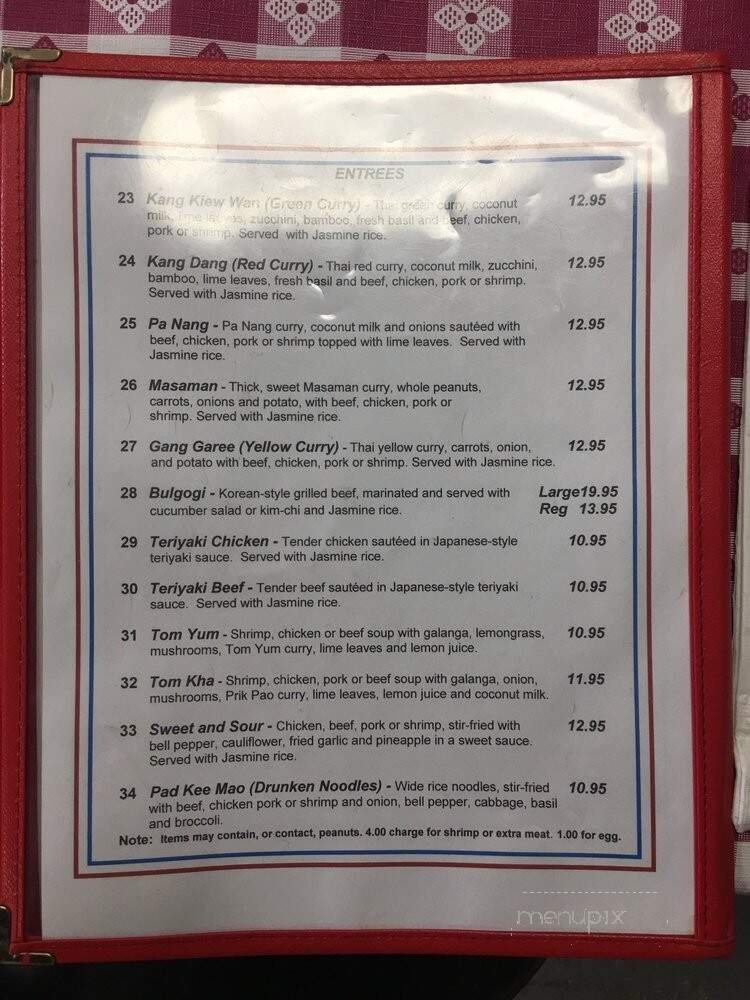 ENTREES
23 Kang Kiew Wan (Green Curry) - Thai green curry, coconut 12.95
milk, lime leaves, zucchini, bamboo, fresh basil and beef, chicken,
pork or shrimp. Served with Jasmine rice.
24 Kang Dang (Red Curry) - Thai red curry, coconut milk, zucchini, 12.95
bamboo, lime leaves, fresh basil and beef, chicken, pork or shrimp.
Served with Jasmine rice.
25 Pa Nang - Pa Nang curry, coconut milk and onions sautéed with 12.95
beef, chicken, pork or shrimp topped with lime leaves. Served with
Jasmine rice.
26 Masaman - Thick, sweet Masaman curry, whole peanuts, 12.95
carrots, onions and potato, with beef, chicken, pork or
shrimp. Served with Jasmine rice.
27 Gang Garee (Yellow Curry) - Thai yellow curry, carrots, onion, 12.95
and potato with beef, chicken, pork or shrimp. Served with Jasmine rice.
28 Bulgogi - Korean-style grilled beef, marinated and served with Large19.95
cucumber salad or kim-chi and Jasmine rice. Reg 13.95
29 Teriyaki Chicken - Tender chicken sautéed in Japanese-style 10.95
teriyaki sauce. Served with Jasmine rice.
30 Teriyaki Beef - Tender beef sautéed in Japanese-style teriyaki 10.95
sauce. Served with Jasmine rice.
31 Tom Yum - Shrimp, chicken or beef soup with galanga, lemongrass, 10.95
mushrooms, Tom Yum curry, lime leaves and lemon juice.
32 Tom Kha - Shrimp, chicken, pork or beef soup with galanga, onion, 11.95
mushrooms, Prik Pao curry, lime leaves, lemon juice and coconut milk.
33 Sweet and Sour - Chicken, beef, pork or shrimp, stir-fried with 12.95
bell pepper, cauliflower, fried garlic and pineapple in a sweet sauce.
Served with Jasmine rice.
34 Pad Kee Mao (Drunken Noodles) - Wide rice noodles, stir-fried 10.95
with beef, chicken pork or shrimp and onion, bell pepper, cabbage, basil
and broccoli.
Note: Items may contain, or contact, peanuts. 4.00 charge for shrimp or extra meat. 1.00 for egg.
menupix